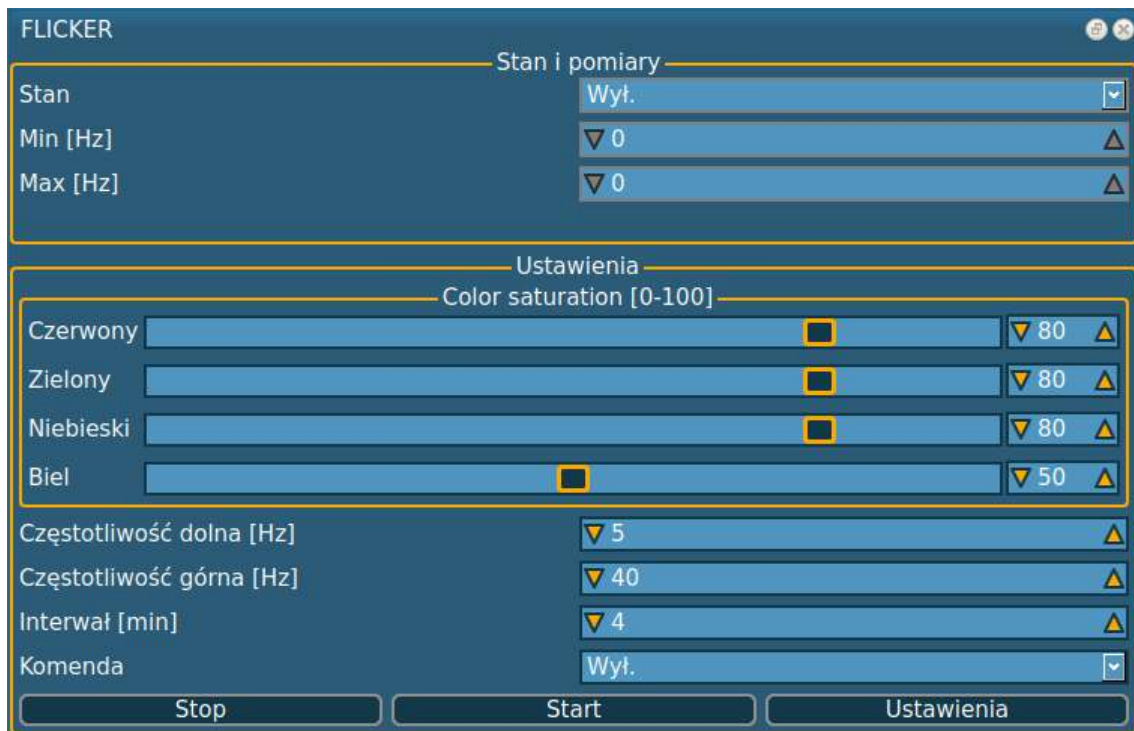 FLICKER
Stan i pomiary
Stan Wył.
Min [Hz] 0
Max [Hz] 0
Ustawienia
Color saturation [0-100]
Czerwony 80
Zielony 80
Niebieski 80
Biel 50
Częstotliwość dolna [Hz] 5
Częstotliwość górna [Hz] 40
Interwał [min] 4
Komenda Wył.
Stop Start Ustawienia